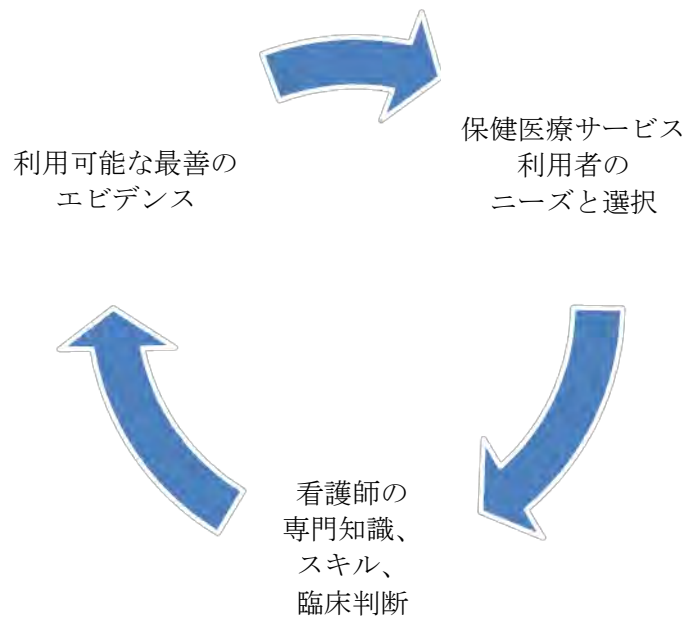 利用可能な最善の
エビデンス
保健医療サービス
利用者の
ニーズと選択
看護師の
専門知識、
スキル、
臨床判断